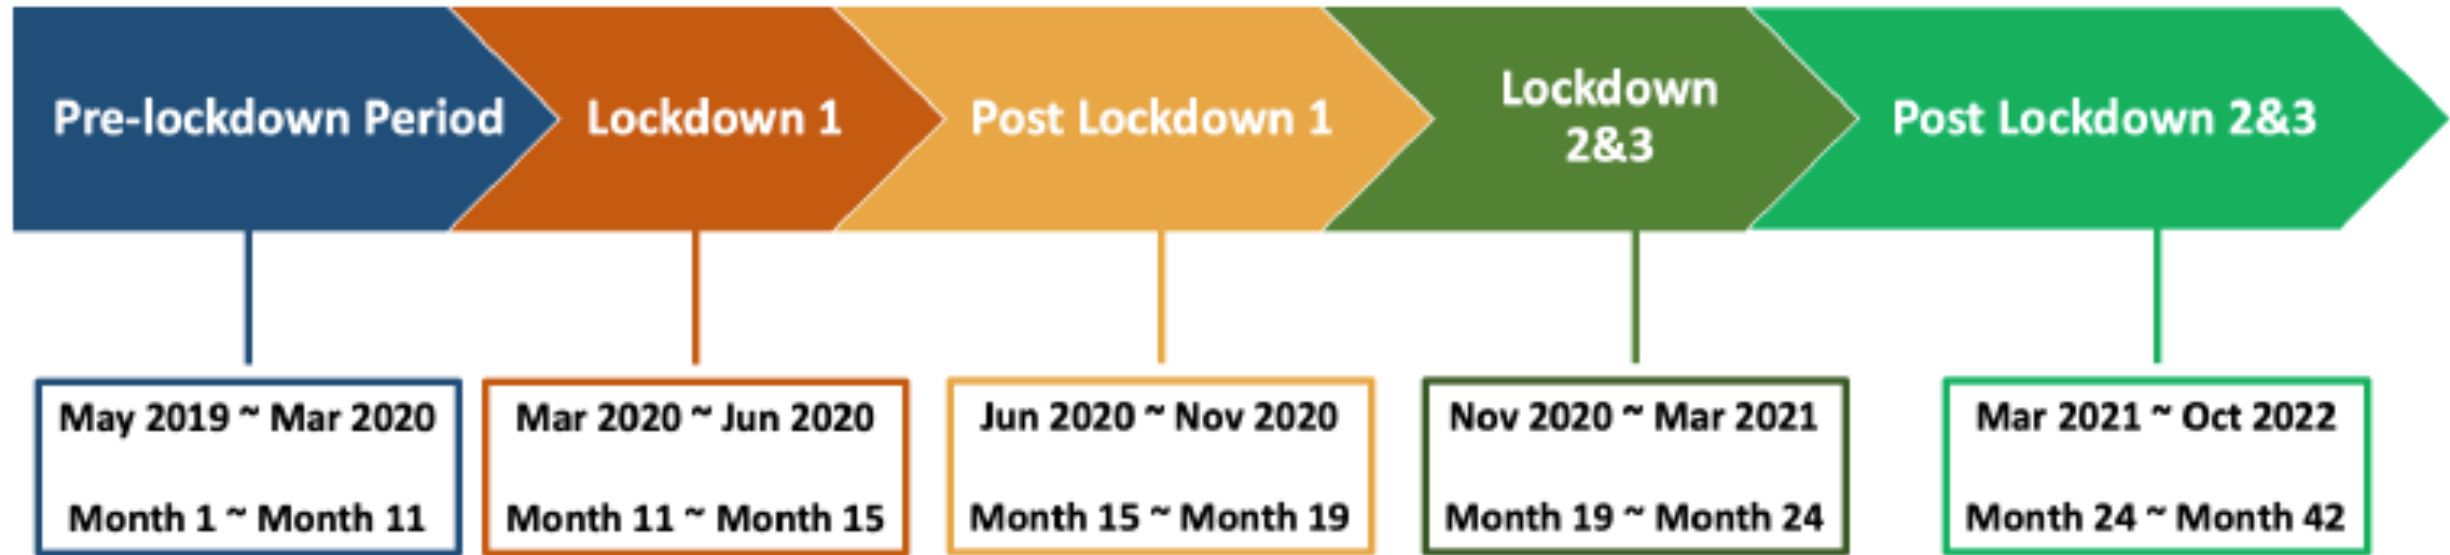 Pre-lockdown Period
Lockdown 1
Post Lockdown 1
Lockdown
2&3
Post Lockdown 2&3
May 2019 ~ Mar 2020
Month 1 ~ Month 11
Mar 2020 ~ Jun 2020
Month 11 ~ Month 15
Jun 2020 ~ Nov 2020
Month 15 ~ Month 19
Nov 2020 ~ Mar 2021
Month 19 ~ Month 24
Mar 2021 ~ Oct 2022
Month 24 ~ Month 42